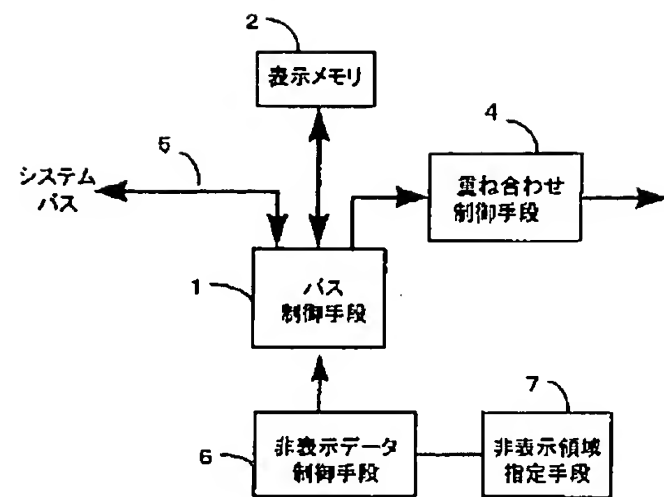 2
表示メモリ
5
4
システム
バス
重ね合わせ
制御手段
1
バス
制御手段
7
6
非表示データ
制御手段
非表示領域
指定手段